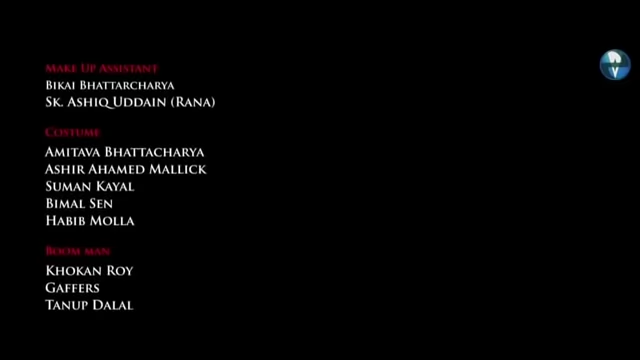 MAKE UP ASSISTANT
BIKAI BHATTARCHARYA
SK. ASHIQ UDDAIN (RANA)
COSTUME
AMITAVA BHATTACHARYA
ASHIR AHAMED MALLICK
SUMAN KAYAL
BIMAL SEN
HABIB MOLLA
BOOM MAN
KHOKAN ROY
GAFFERS
TANUP DALAL